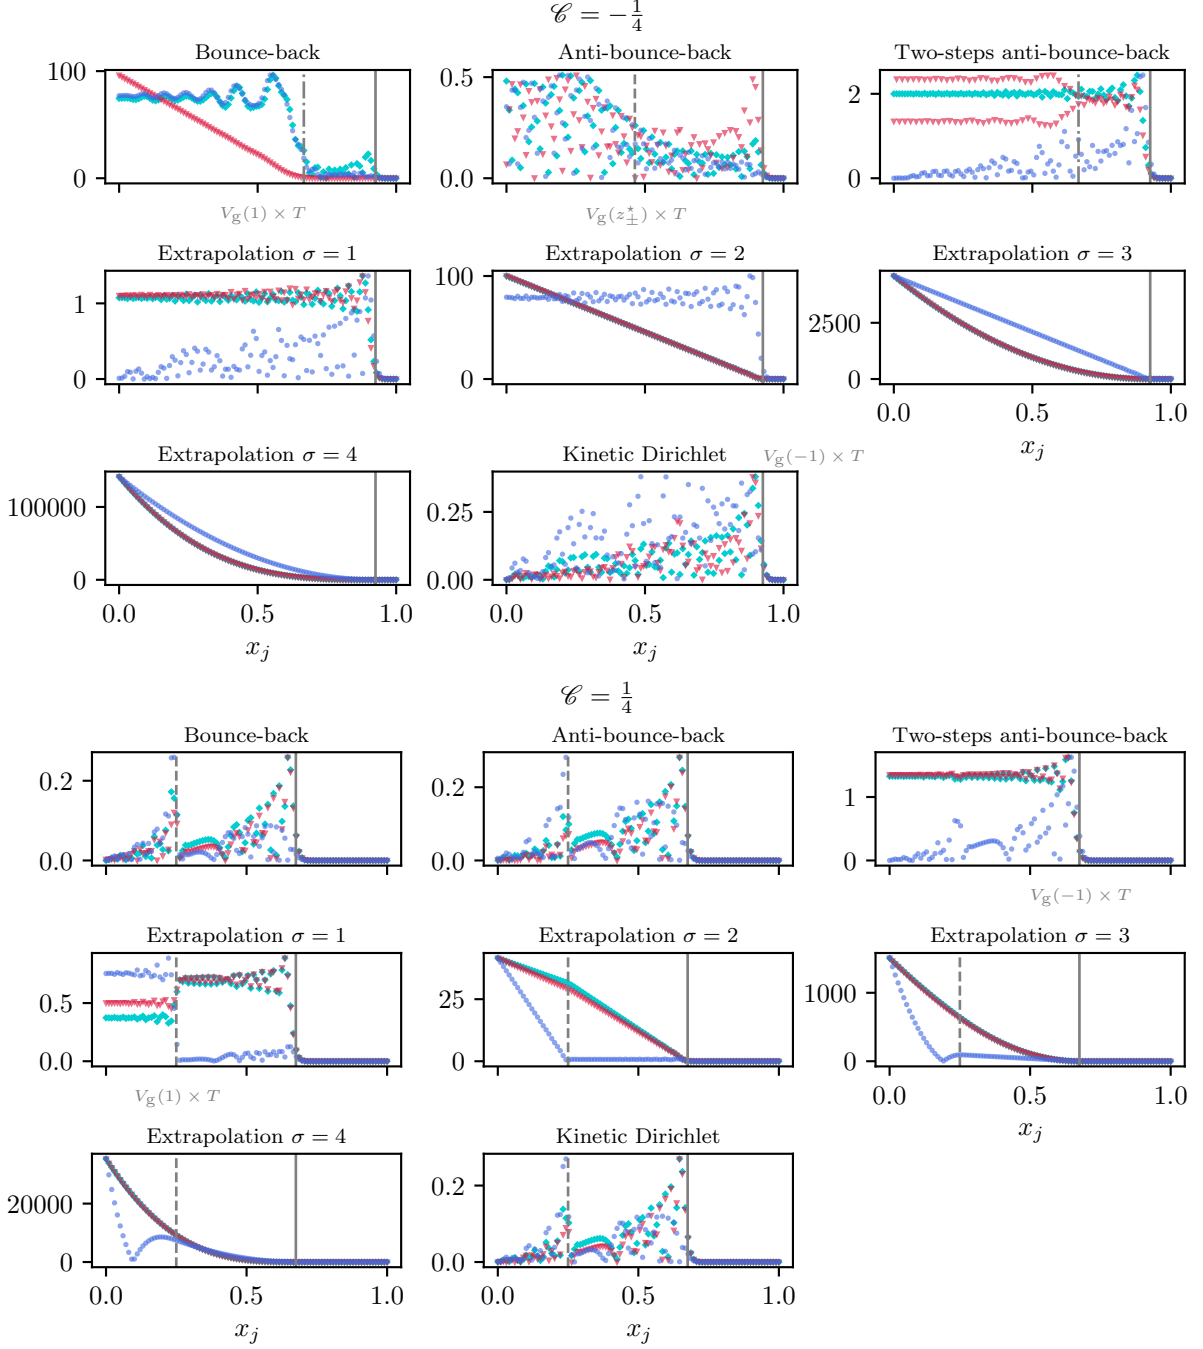 𝒞 = −1/4
Bounce-back
Anti-bounce-back
Two-steps anti-bounce-back
100
0
0.5
0.0
2
0
V_g(1) × T
V_g(z_±^⋆) × T
Extrapolation σ = 1
Extrapolation σ = 2
Extrapolation σ = 3
1
0
100
0
2500
0
0.0 0.5 1.0
x_j
Extrapolation σ = 4
Kinetic Dirichlet
V_g(−1) × T
100000
0
0.25
0.00
0.0 0.5 1.0
0.0 0.5 1.0
x_j
x_j
𝒞 = 1/4
Bounce-back
Anti-bounce-back
Two-steps anti-bounce-back
0.2
0.0
0.2
0.0
1
0
V_g(−1) × T
Extrapolation σ = 1
Extrapolation σ = 2
Extrapolation σ = 3
0.5
0.0
25
0
1000
0
V_g(1) × T
0.0 0.5 1.0
x_j
Extrapolation σ = 4
Kinetic Dirichlet
20000
0
0.2
0.0
0.0 0.5 1.0
0.0 0.5 1.0
x_j
x_j